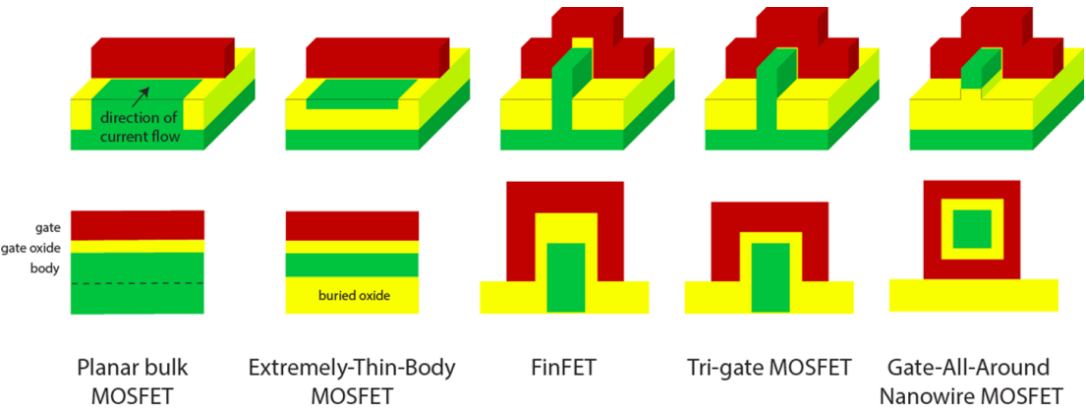 direction of
current flow
gate
gate oxide
body
buried oxide
Planar bulk
MOSFET
Extremely-Thin-Body
MOSFET
FinFET
Tri-gate MOSFET
Gate-All-Around
Nanowire MOSFET